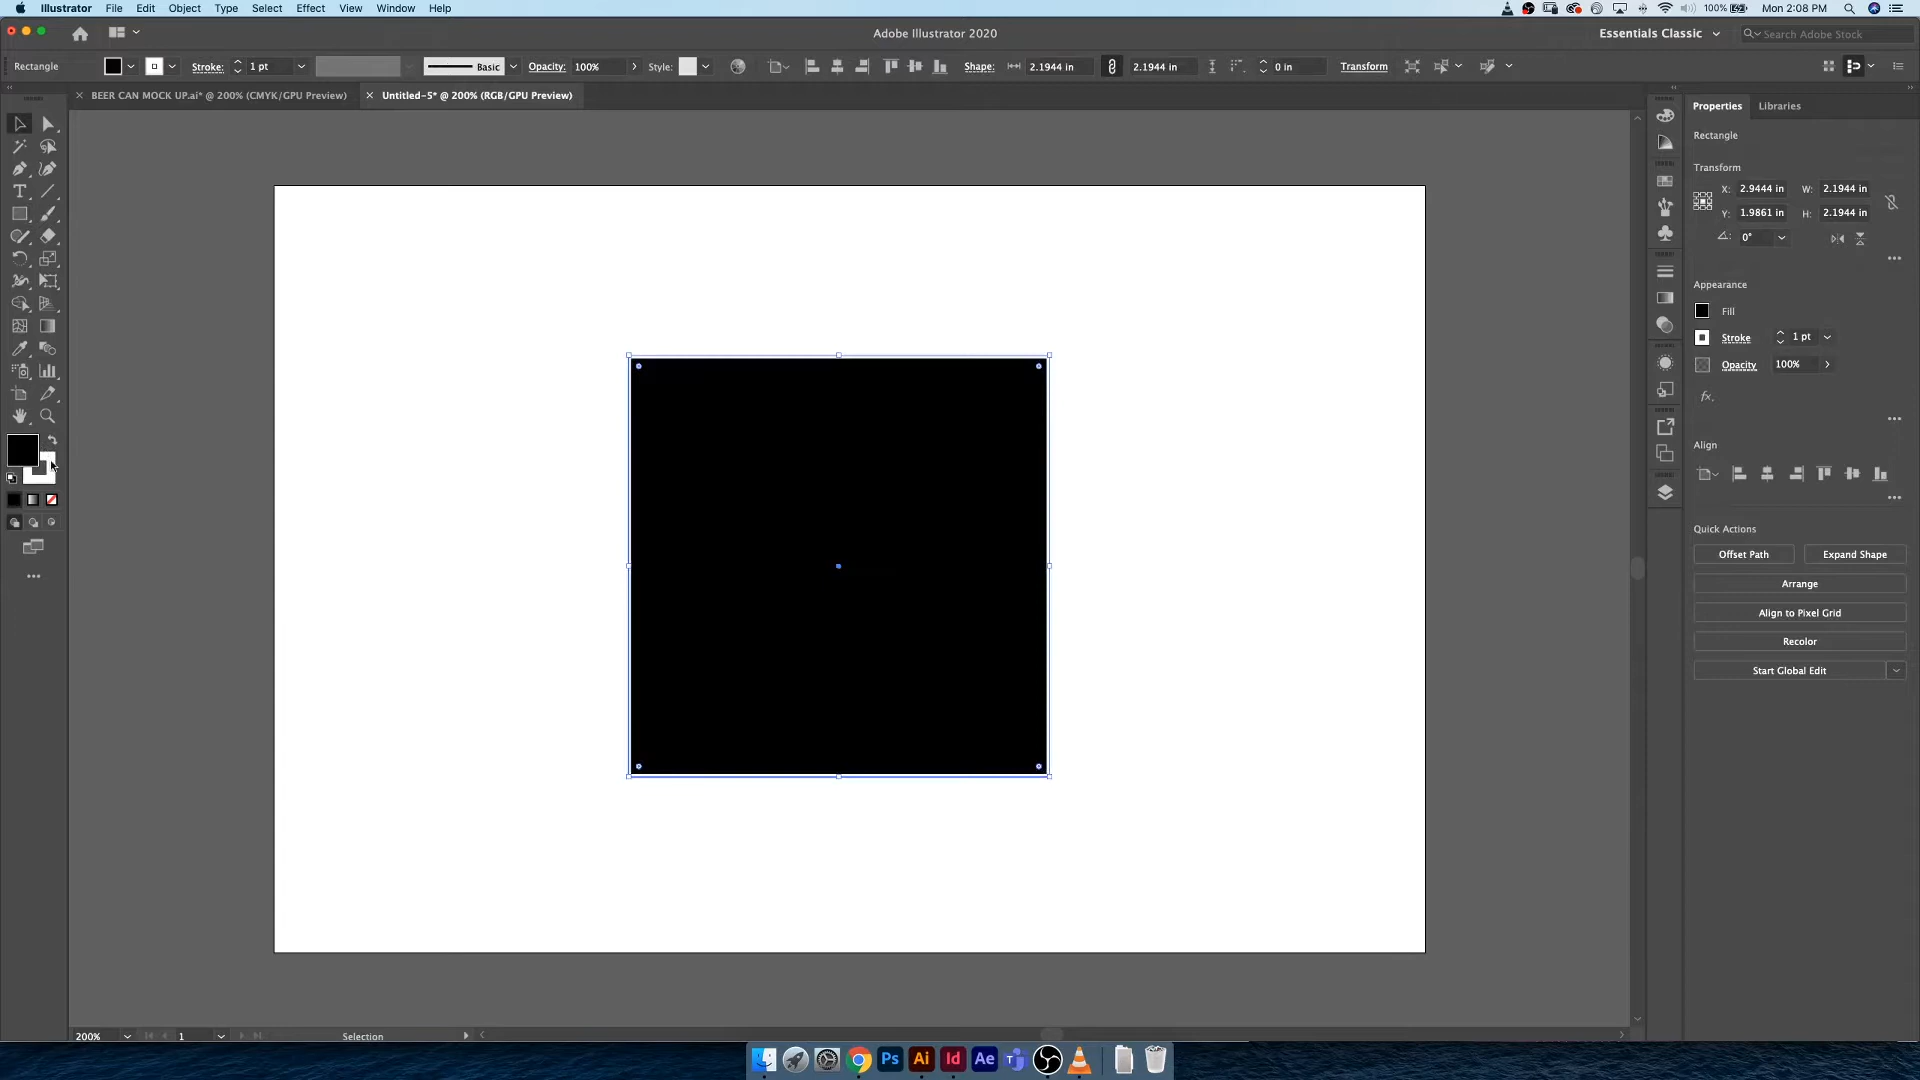 Illustrator File Edit Object Type Select Effect View Window Help
100% Mon 2:08 PM
Adobe Illustrator 2020
Essentials Classic
Search Adobe Stock
Rectangle Stroke: 1 pt Basic Opacity: 100% Style: Shape: 2.1944 in 2.1944 in 0 in Transform
BEER CAN MOCK UP.ai* @ 200% (CMYK/GPU Preview)
Untitled-5* @ 200% (RGB/GPU Preview)
Properties Libraries
Rectangle
Transform
X: 2.9444 in W: 2.1944 in
Y: 1.9861 in H: 2.1944 in
0°
Appearance
Fill
Stroke 1 pt
Opacity 100%
fx.
Align
Quick Actions
Offset Path Expand Shape
Arrange
Align to Pixel Grid
Recolor
Start Global Edit
200% 1 Selection
Ps Ai Id Ae